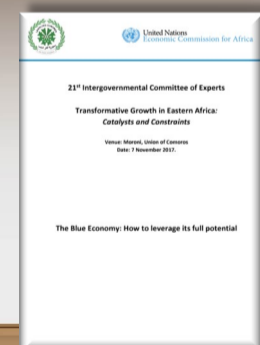 United Nations
Economic Commission for Africa
21st Intergovernmental Committee of Experts
Transformative Growth in Eastern Africa:
Catalysts and Constraints
Venue: Moroni, Union of Comoros
Date: 7 November 2017.
The Blue Economy: How to leverage its full potential